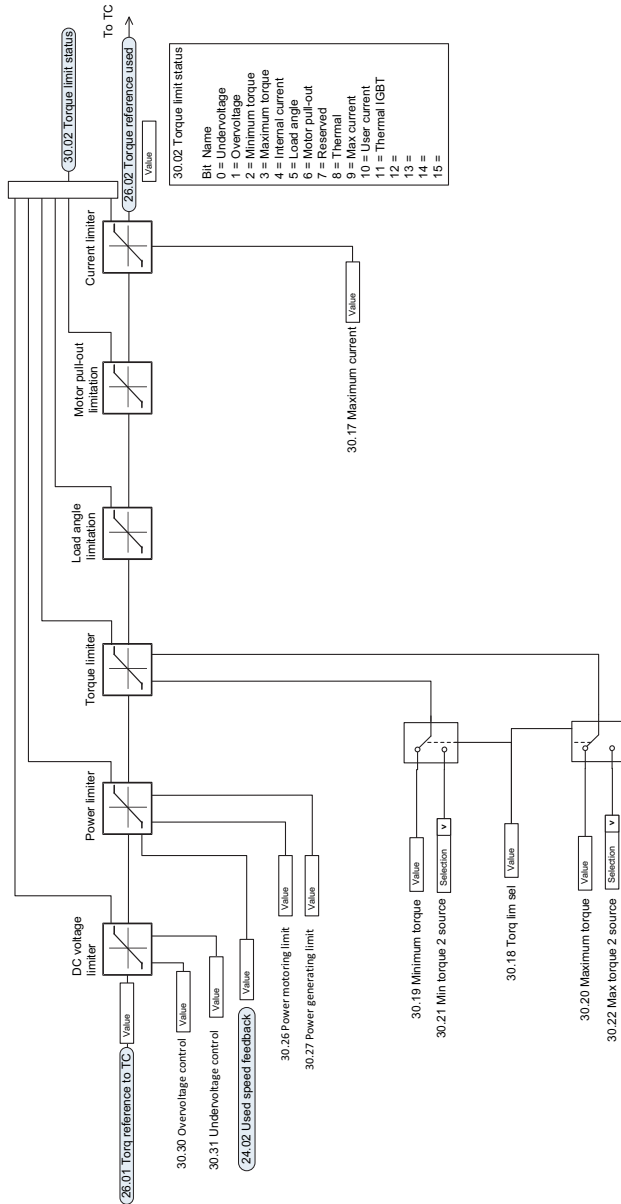 26.01 Torq reference to TC
Value
30.30 Overvoltage control
Value
30.31 Undervoltage control
Value
24.02 Used speed feedback
Value
30.26 Power motoring limit
Value
30.27 Power generating limit
Value
30.19 Minimum torque
Value
30.21 Min torque 2 source
Selection
v
30.18 Torq lim sel
Value
30.20 Maximum torque
Value
30.22 Max torque 2 source
Selection
v
DC voltage
limiter
Power limiter
Torque limiter
Load angle
limitation
Motor pull-out
limitation
Current limiter
30.17 Maximum current
Value
30.02 Torque limit status
26.02 Torque reference used
Value
To TC
30.02 Torque limit status
Bit Name
0 = Undervoltage
1 = Overvoltage
2 = Minimum torque
3 = Maximum torque
4 = Internal current
5 = Load angle
6 = Motor pull-out
7 = Reserved
8 = Thermal
9 = Max current
10 = User current
11 = Thermal IGBT
12 =
13 =
14 =
15 =